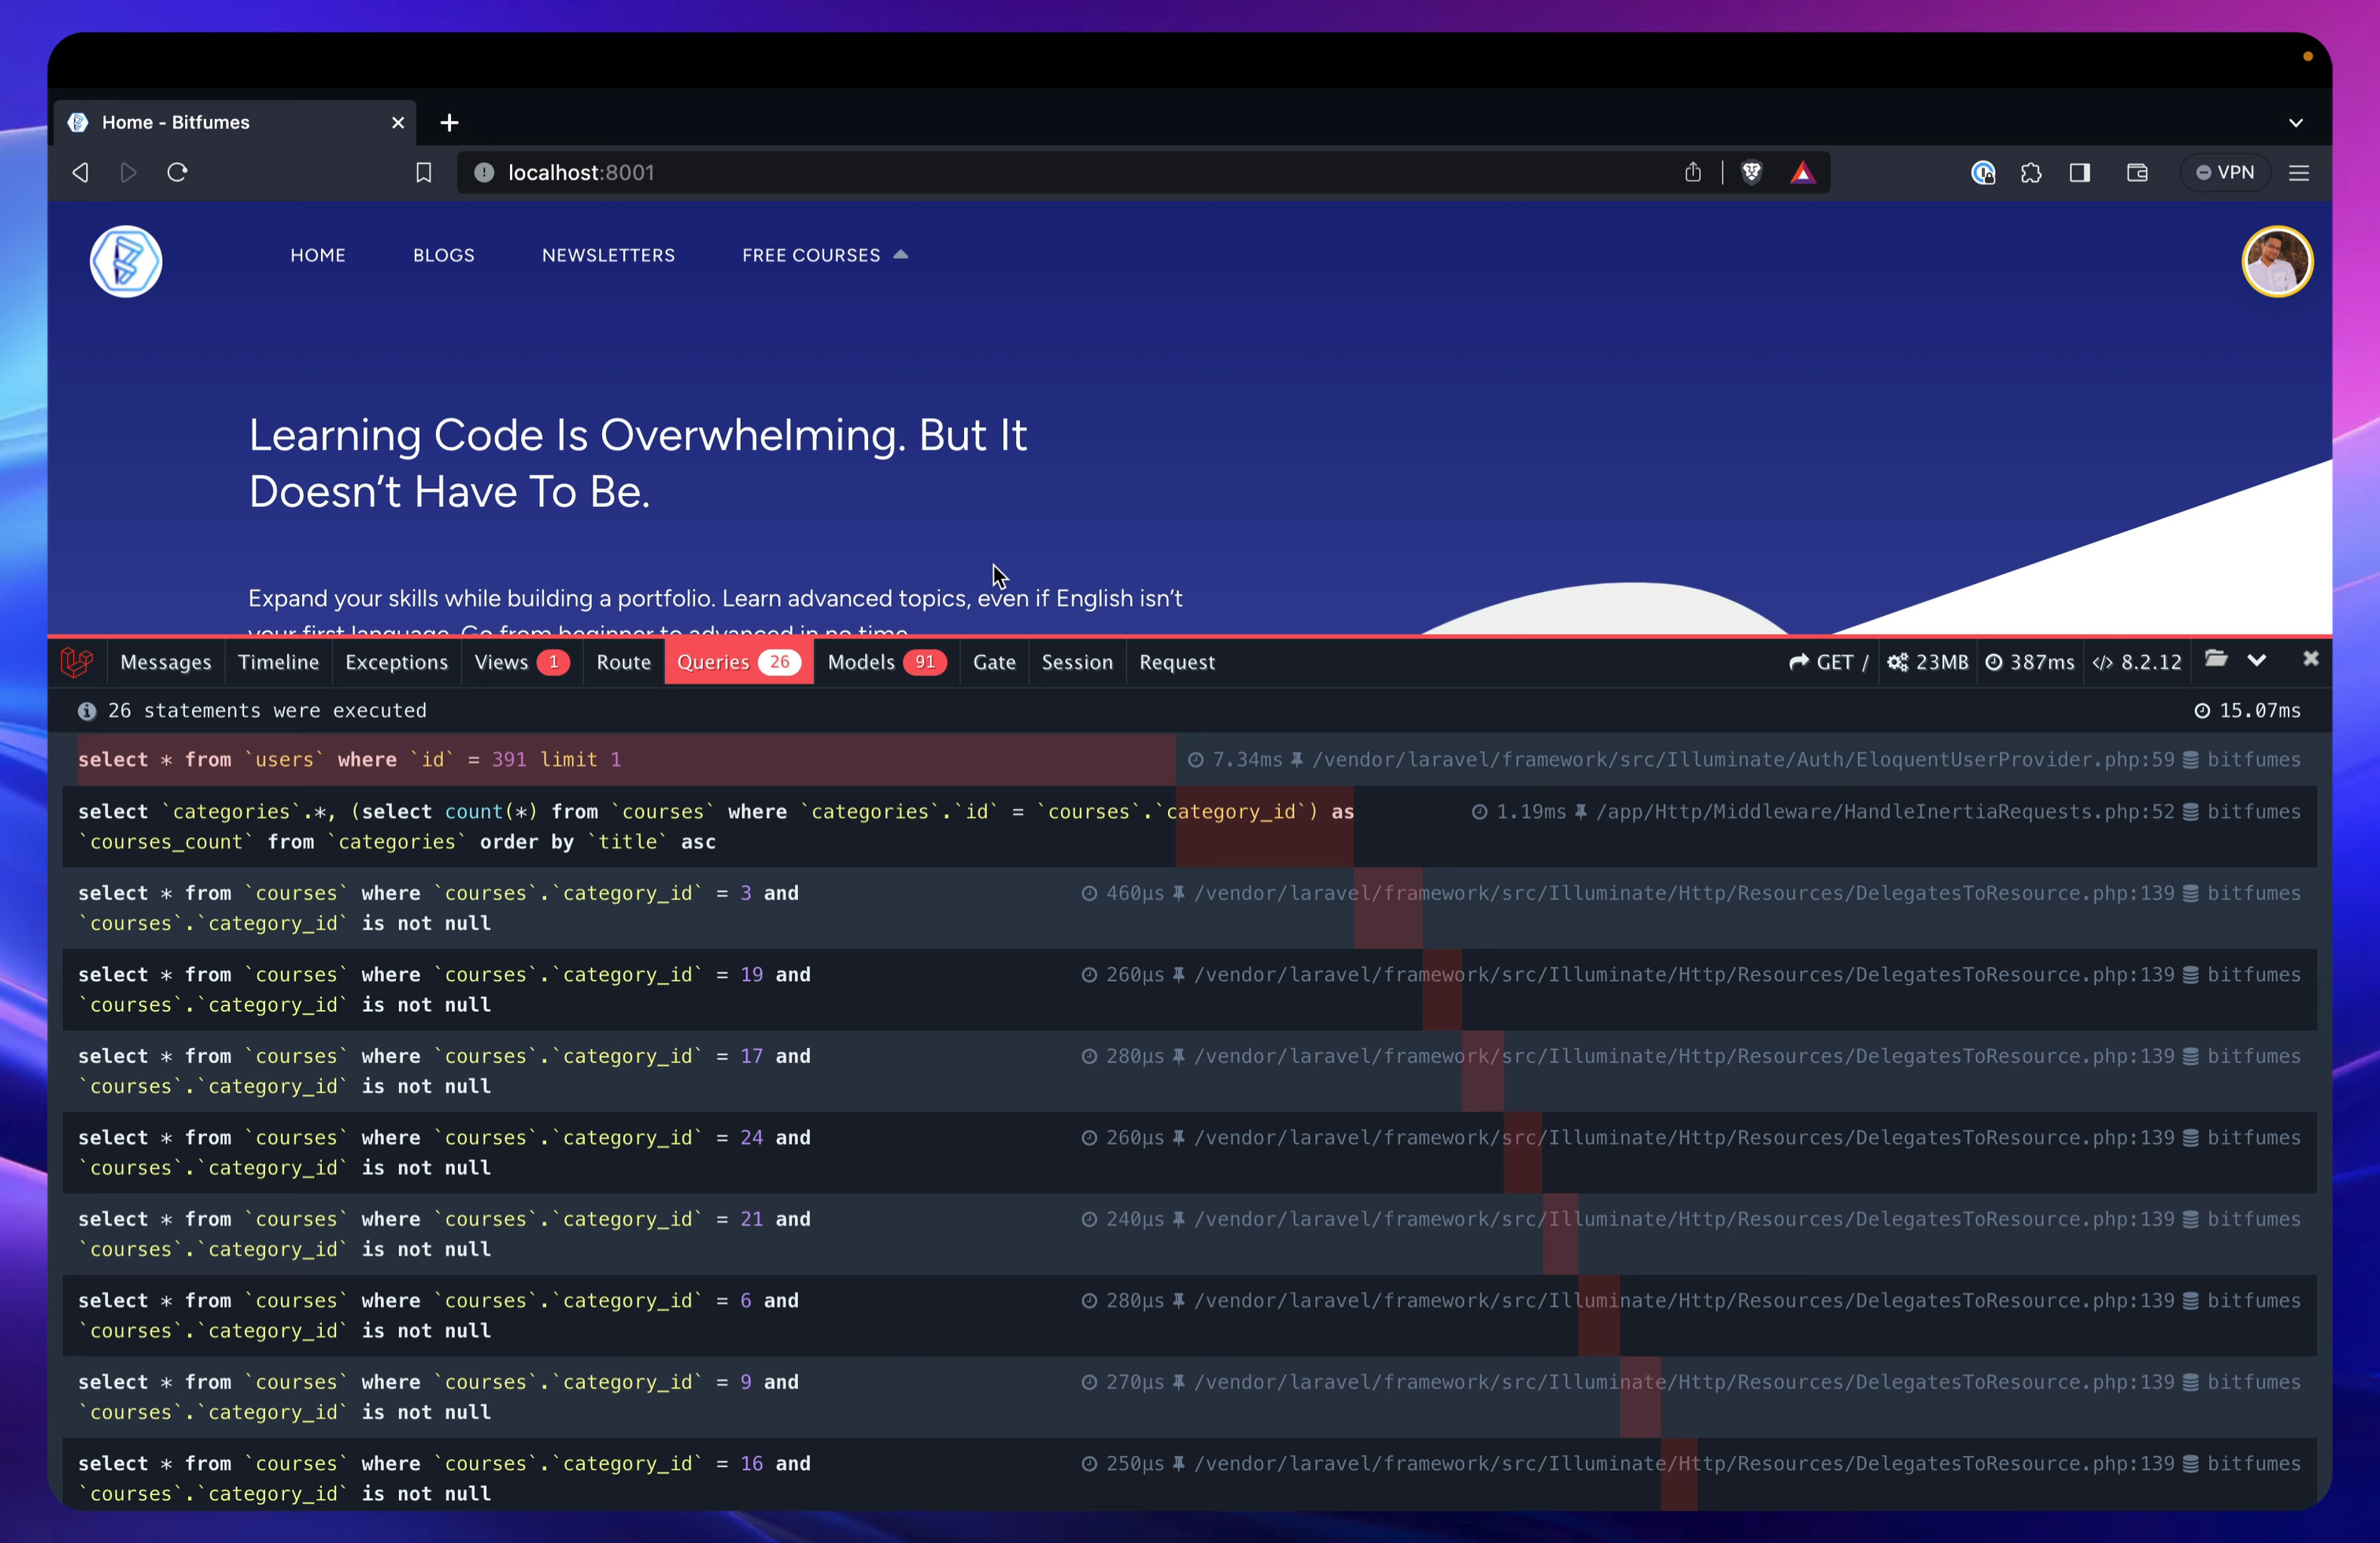 Home - Bitfumes
localhost:8001
VPN
HOME BLOGS NEWSLETTERS FREE COURSES
Learning Code Is Overwhelming. But It
Doesn't Have To Be.
Expand your skills while building a portfolio. Learn advanced topics, even if English isn't
your first language. Go from beginner to advanced in no time.
Messages Timeline Exceptions Views 1 Route Queries 26 Models 91 Gate Session Request GET / 23MB 387ms </> 8.2.12
26 statements were executed 15.07ms
select * from `users` where `id` = 391 limit 1 7.34ms /vendor/laravel/framework/src/Illuminate/Auth/EloquentUserProvider.php:59 bitfumes
select `categories`.*, (select count(*) from `courses` where `categories`.`id` = `courses`.`category_id`) as 1.19ms /app/Http/Middleware/HandleInertiaRequests.php:52 bitfumes
`courses_count` from `categories` order by `title` asc
select * from `courses` where `courses`.`category_id` = 3 and 460μs /vendor/laravel/framework/src/Illuminate/Http/Resources/DelegatesToResource.php:139 bitfumes
`courses`.`category_id` is not null
select * from `courses` where `courses`.`category_id` = 19 and 260μs /vendor/laravel/framework/src/Illuminate/Http/Resources/DelegatesToResource.php:139 bitfumes
`courses`.`category_id` is not null
select * from `courses` where `courses`.`category_id` = 17 and 280μs /vendor/laravel/framework/src/Illuminate/Http/Resources/DelegatesToResource.php:139 bitfumes
`courses`.`category_id` is not null
select * from `courses` where `courses`.`category_id` = 24 and 260μs /vendor/laravel/framework/src/Illuminate/Http/Resources/DelegatesToResource.php:139 bitfumes
`courses`.`category_id` is not null
select * from `courses` where `courses`.`category_id` = 21 and 240μs /vendor/laravel/framework/src/Illuminate/Http/Resources/DelegatesToResource.php:139 bitfumes
`courses`.`category_id` is not null
select * from `courses` where `courses`.`category_id` = 6 and 280μs /vendor/laravel/framework/src/Illuminate/Http/Resources/DelegatesToResource.php:139 bitfumes
`courses`.`category_id` is not null
select * from `courses` where `courses`.`category_id` = 9 and 270μs /vendor/laravel/framework/src/Illuminate/Http/Resources/DelegatesToResource.php:139 bitfumes
`courses`.`category_id` is not null
select * from `courses` where `courses`.`category_id` = 16 and 250μs /vendor/laravel/framework/src/Illuminate/Http/Resources/DelegatesToResource.php:139 bitfumes
`courses`.`category_id` is not null